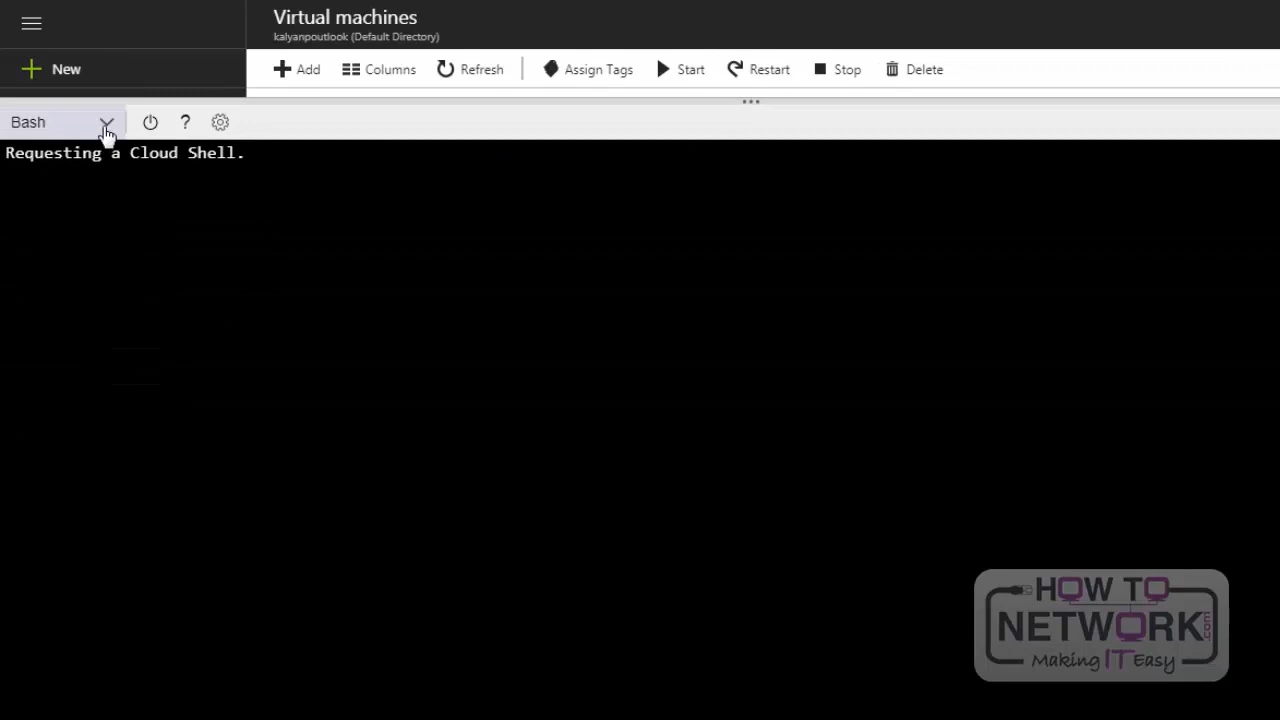 Virtual machines
kalyanpoutlook (Default Directory)
New
Add Columns Refresh Assign Tags Start Restart Stop Delete
Bash ?
Requesting a Cloud Shell.
HOW TO
NETWORK.com
Making IT Easy